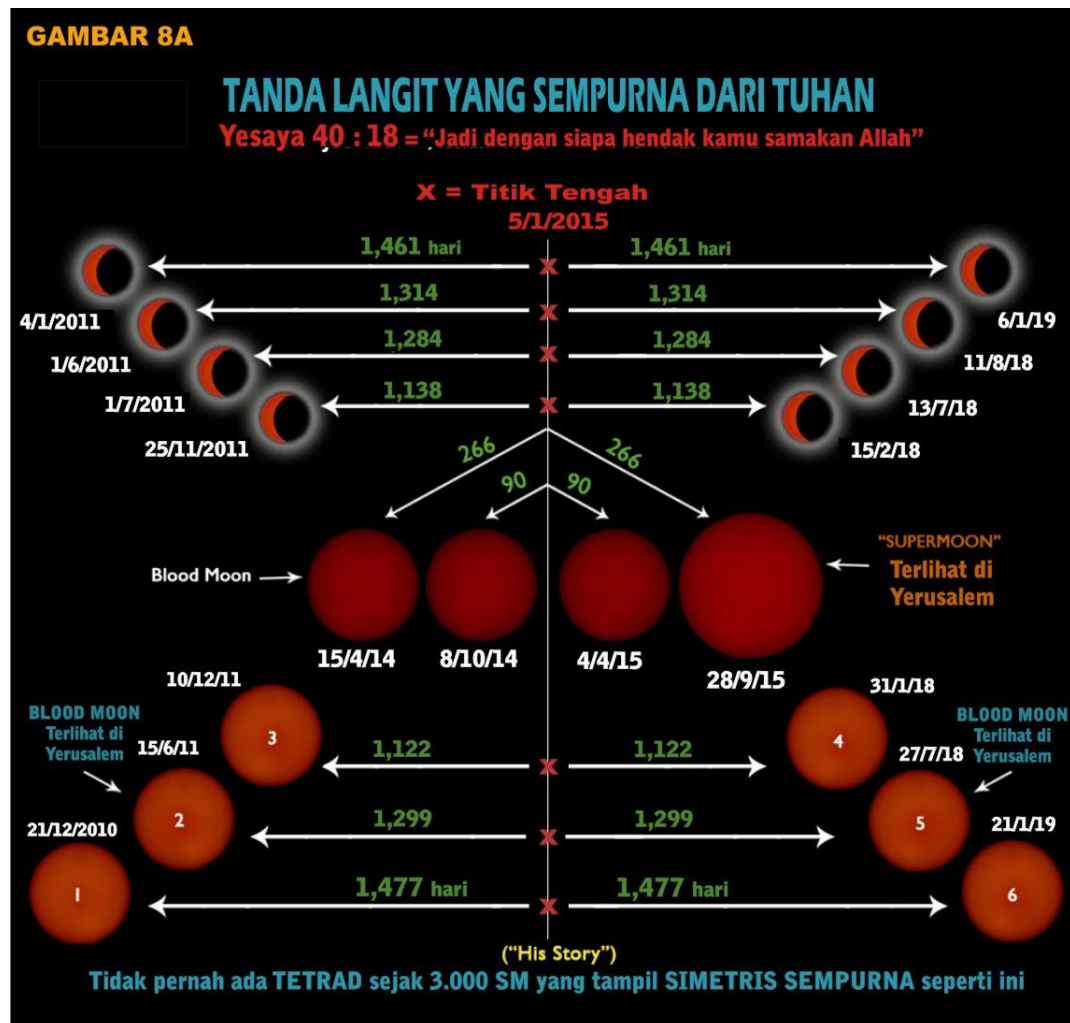 GAMBAR 8A
TANDA LANGIT YANG SEMPURNA DARI TUHAN
Yesaya 40 : 18 = “Jadi dengan siapa hendak kamu samakan Allah”
X = Titik Tengah
5/1/2015
1,461 hari X 1,461 hari
4/1/2011 1,314 X 1,314 6/1/19
1/6/2011 1,284 X 1,284 11/8/18
1/7/2011 1,138 X 1,138 13/7/18
25/11/2011 15/2/18
266 266
90 90
Blood Moon
“SUPERMOON”
Terlihat di
Yerusalem
15/4/14 8/10/14 4/4/15 28/9/15
10/12/11 31/1/18
BLOOD MOON
Terlihat di
Yerusalem
BLOOD MOON
Terlihat di
Yerusalem
3 1,122 X 1,122 4
15/6/11 27/7/18
2 1,299 X 1,299 5
21/12/2010 21/1/19
1 1,477 hari X 1,477 hari 6
(“His Story”)
Tidak pernah ada TETRAD sejak 3.000 SM yang tampil SIMETRIS SEMPURNA seperti ini